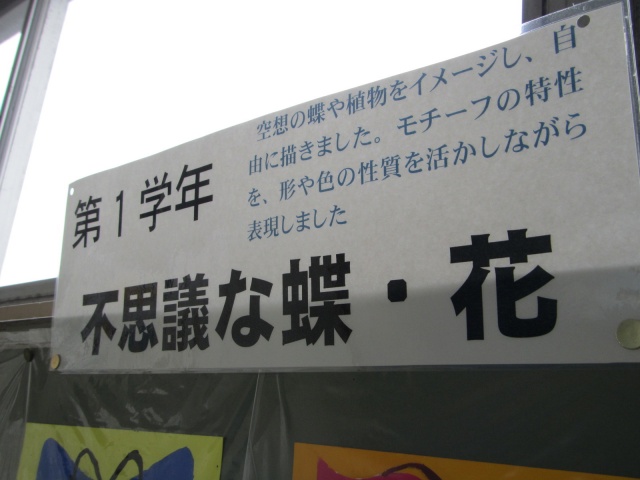 第1学年
空想の蝶や植物をイメージし、自
由に描きました。モチーフの特性
を、形や色の性質を活かしながら
表現しました
不思議な蝶・花